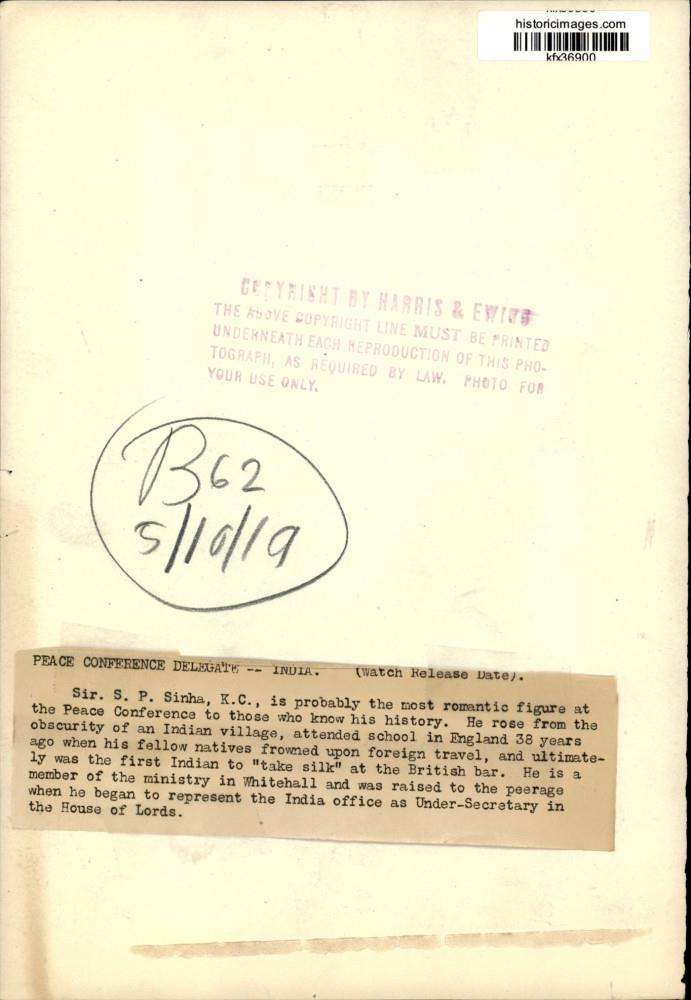 historicimages.com
kfx36900
COPYRIGHT BY HARRIS & EWING
THE ABOVE COPYRIGHT LINE MUST BE PRINTED
UNDERNEATH EACH REPRODUCTION OF THIS PHO-
TOGRAPH, AS REQUIRED BY LAW. PHOTO FOR
YOUR USE ONLY.
B62
5/10/19
PEACE CONFERENCE DELEGATE -- INDIA. (Watch Release Date).
Sir. S. P. Sinha, K.C., is probably the most romantic figure at
the Peace Conference to those who know his history. He rose from the
obscurity of an Indian village, attended school in England 38 years
ago when his fellow natives frowned upon foreign travel, and ultimate-
ly was the first Indian to "take silk" at the British bar. He is a
member of the ministry in Whitehall and was raised to the peerage
when he began to represent the India office as Under-Secretary in
the House of Lords.